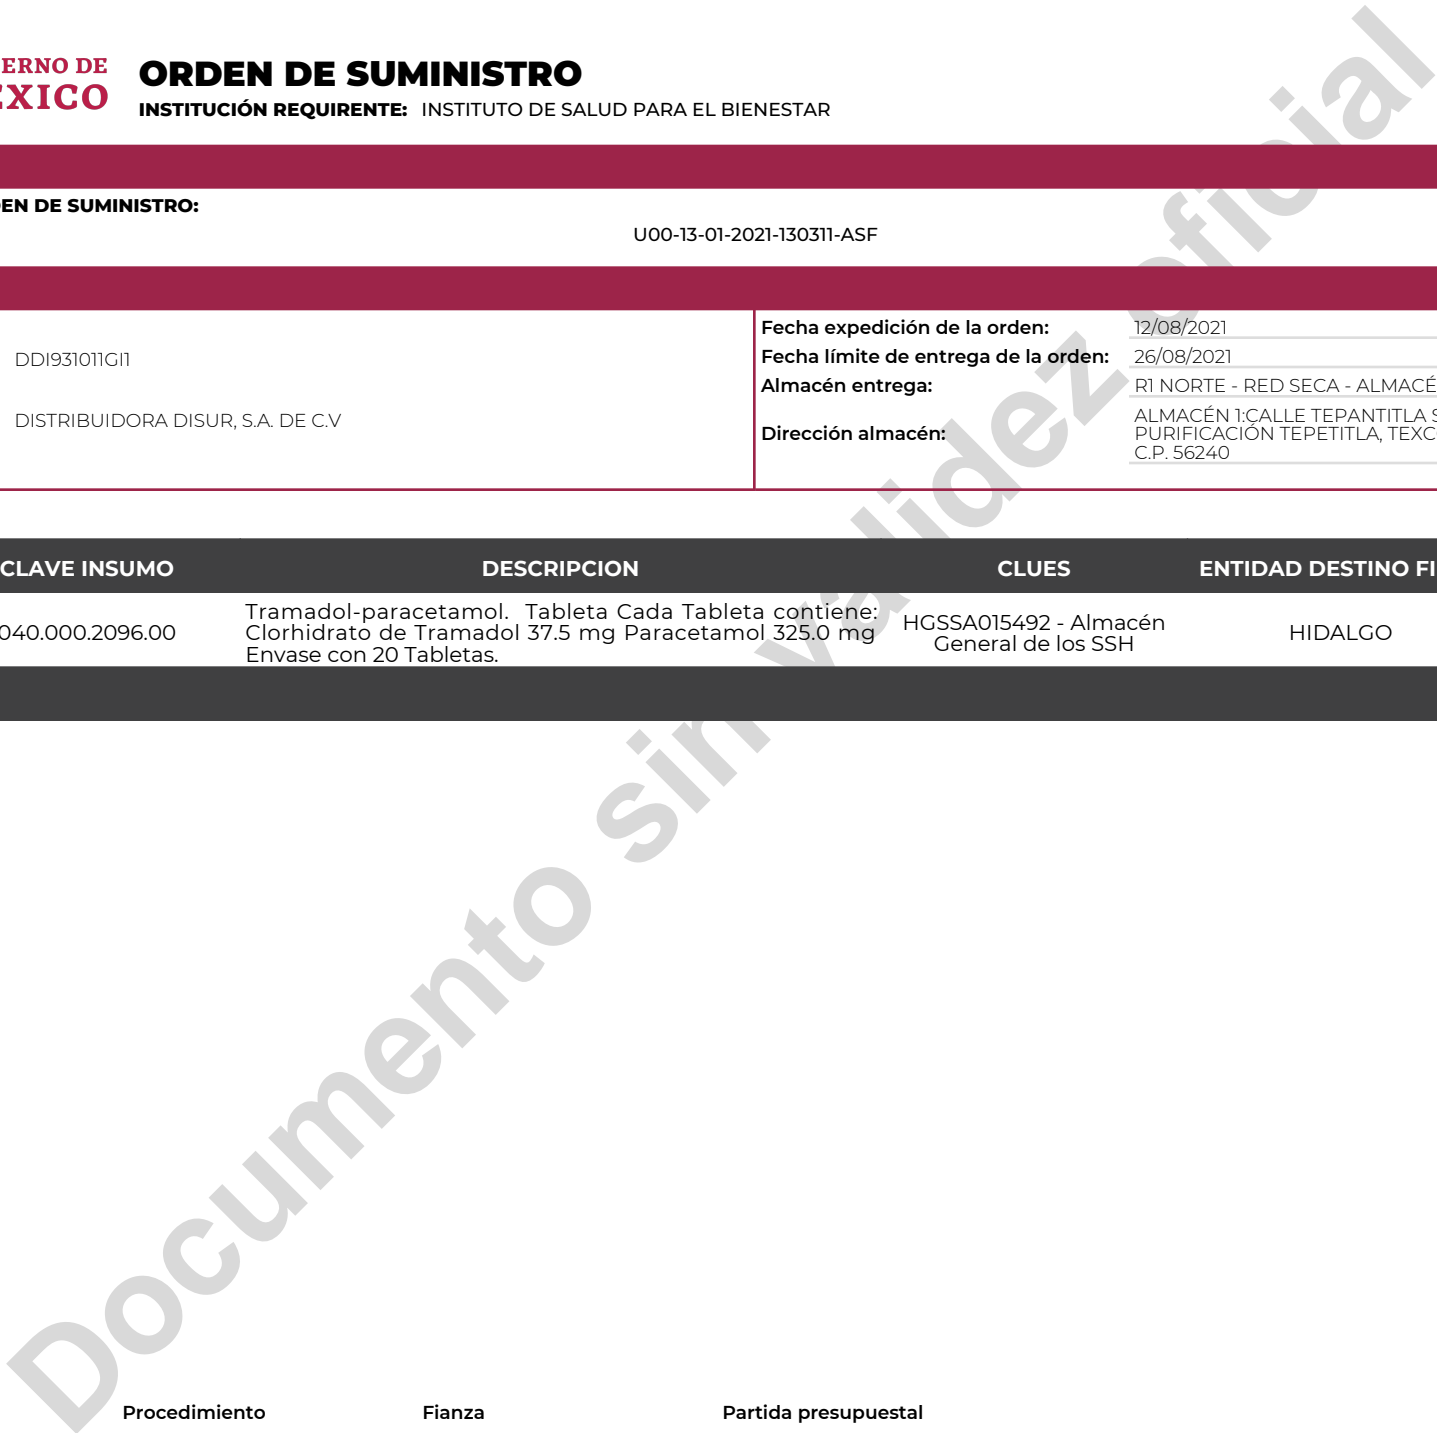 ERNO DE
EXICO
ORDEN DE SUMINISTRO
INSTITUCIÓN REQUIRENTE: INSTITUTO DE SALUD PARA EL BIENESTAR
EN DE SUMINISTRO:
U00-13-01-2021-130311-ASF
DDI931011GI1
DISTRIBUIDORA DISUR, S.A. DE C.V
Fecha expedición de la orden: 12/08/2021
Fecha límite de entrega de la orden: 26/08/2021
Almacén entrega: R1 NORTE - RED SECA - ALMACÉ
Dirección almacén:
ALMACÉN 1:CALLE TEPANTITLA S
PURIFICACIÓN TEPETITLA, TEXC
C.P. 56240
CLAVE INSUMO DESCRIPCION CLUES ENTIDAD DESTINO FI
040.000.2096.00
Tramadol-paracetamol. Tableta Cada Tableta contiene:
Clorhidrato de Tramadol 37.5 mg Paracetamol 325.0 mg
Envase con 20 Tabletas.
HGSSA015492 - Almacén
General de los SSH
HIDALGO
Documento sin validez oficial
Procedimiento Fianza Partida presupuestal